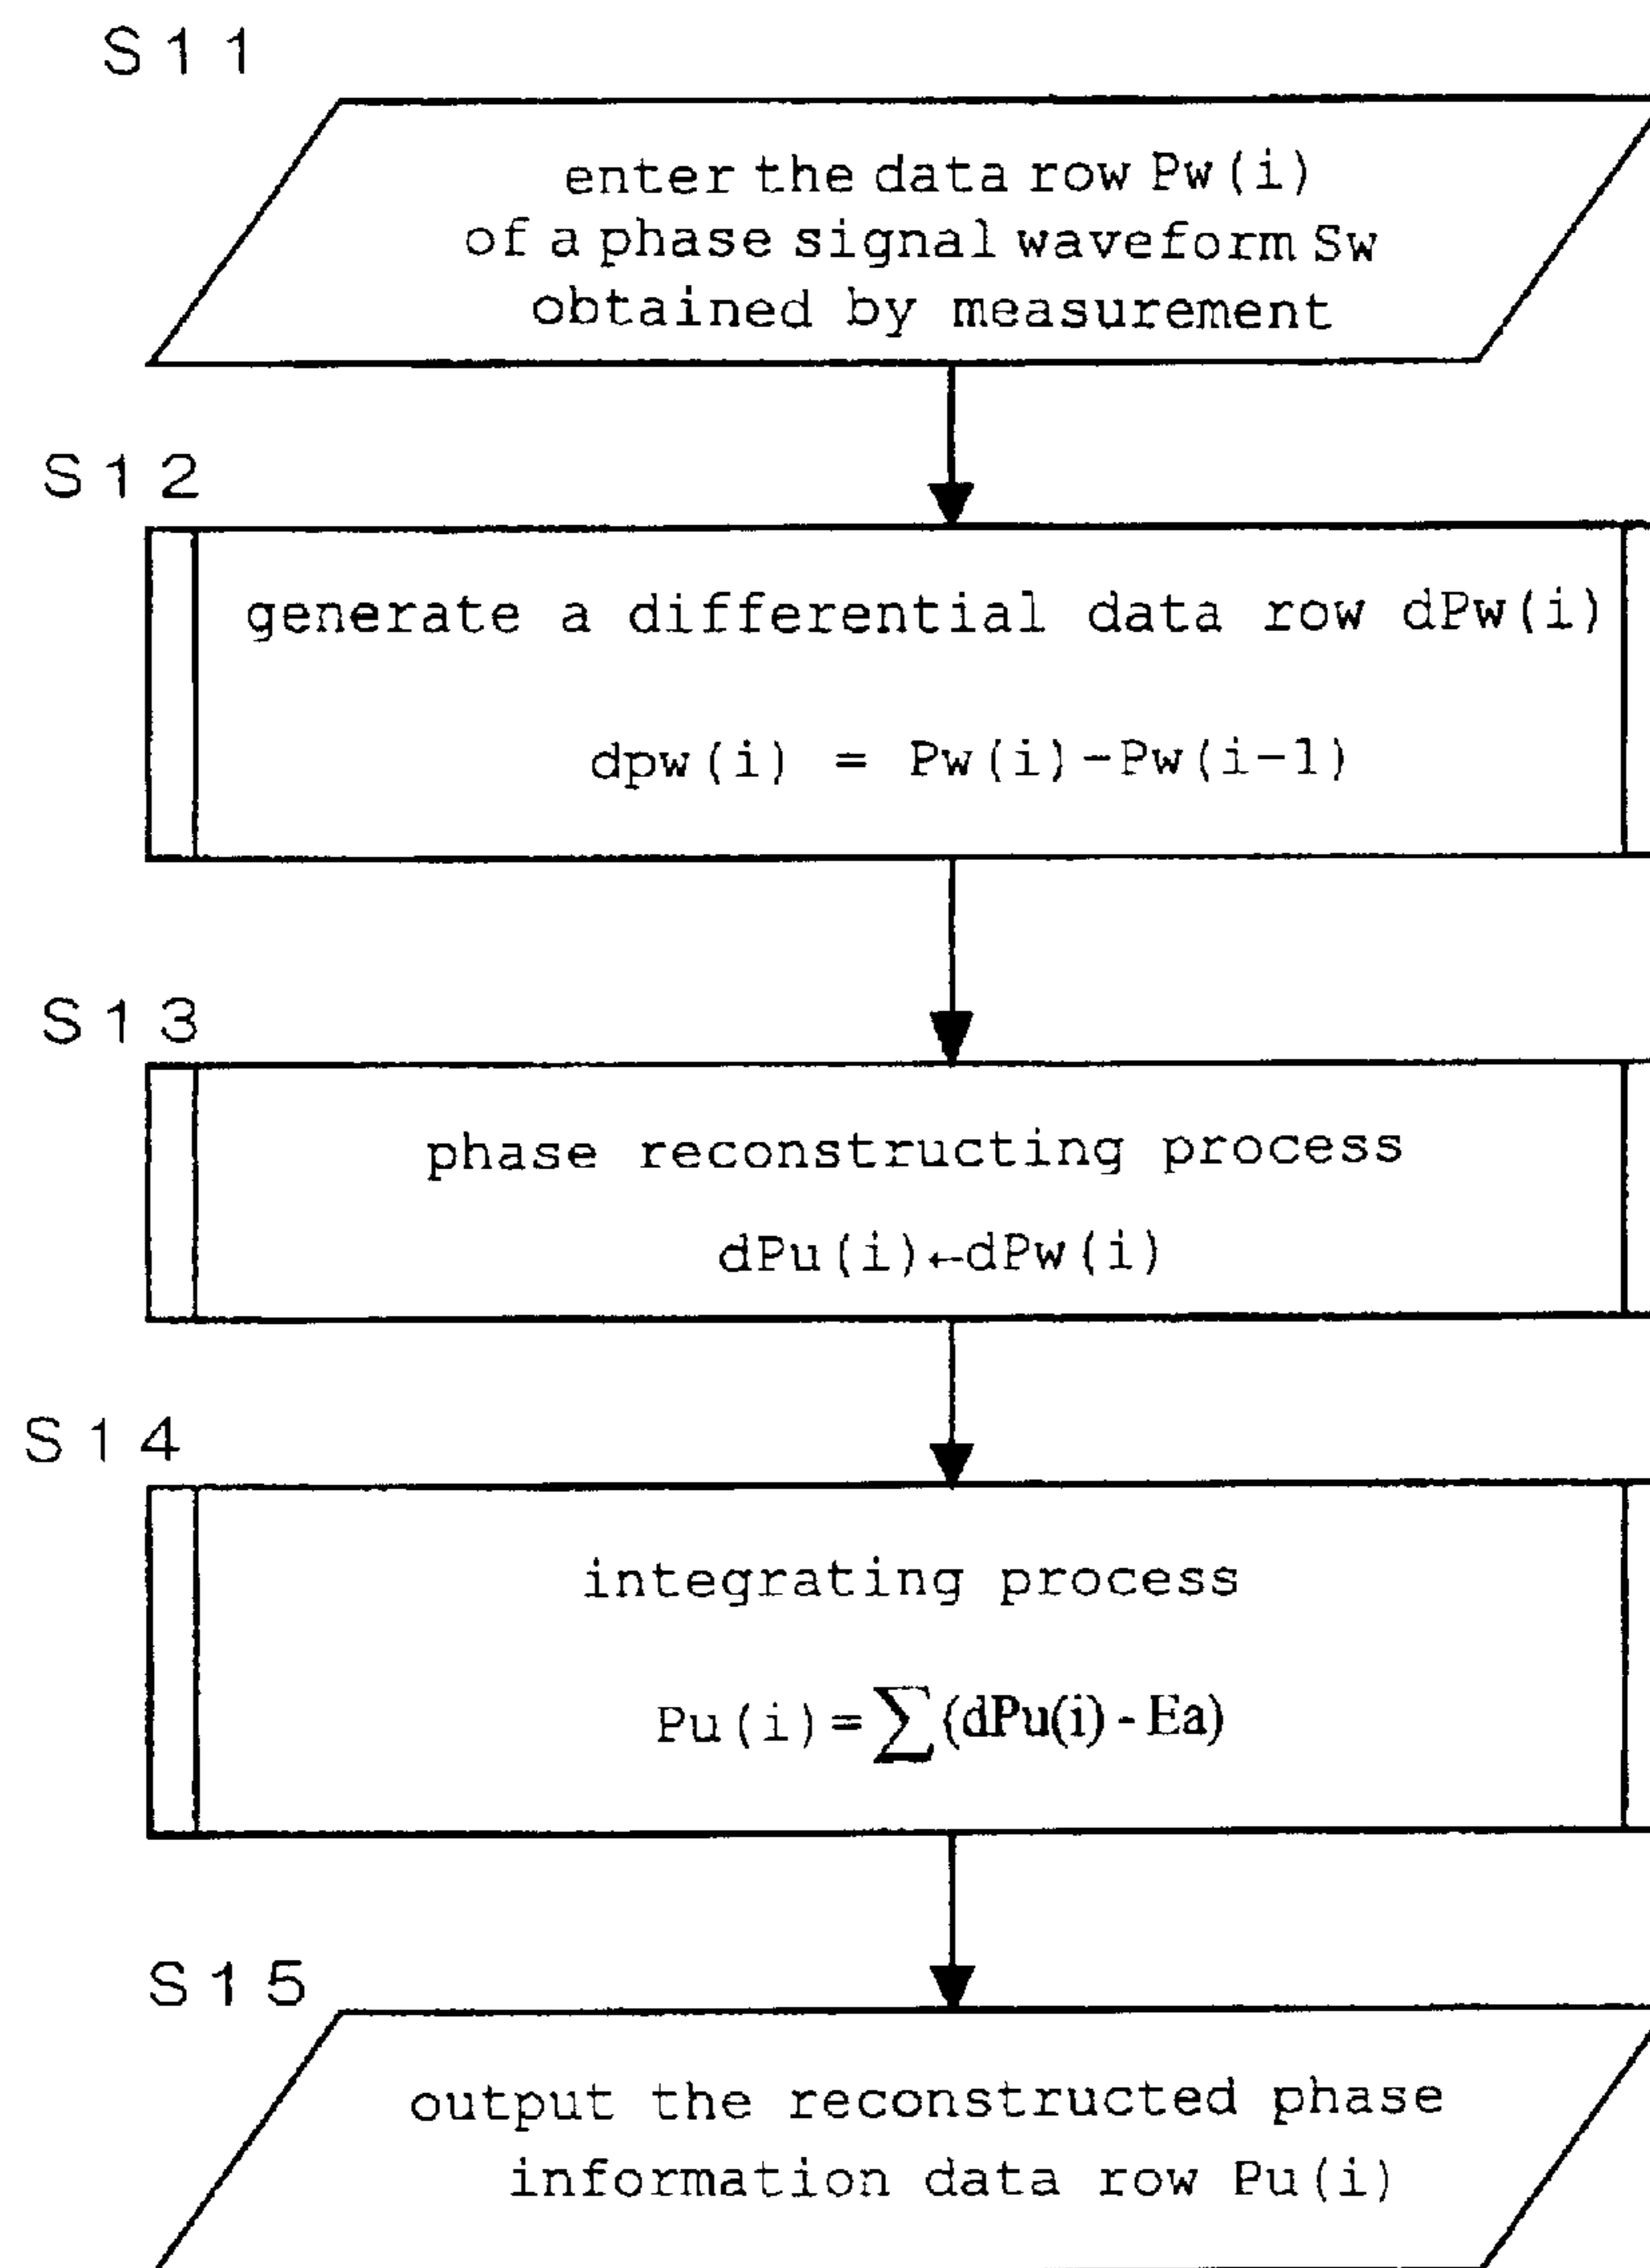 S11
enter the data row Pw(i)
of a phase signal waveform Sw
obtained by measurement
S12
generate a differential data row dPw(i)
dpw(i) = Pw(i)-Pw(i-1)
S13
phase reconstructing process
dPu(i)←dPw(i)
S14
integrating process
Pu(i)=∑(dPu(i) - Ea)
S15
output the reconstructed phase
information data row Pu(i)